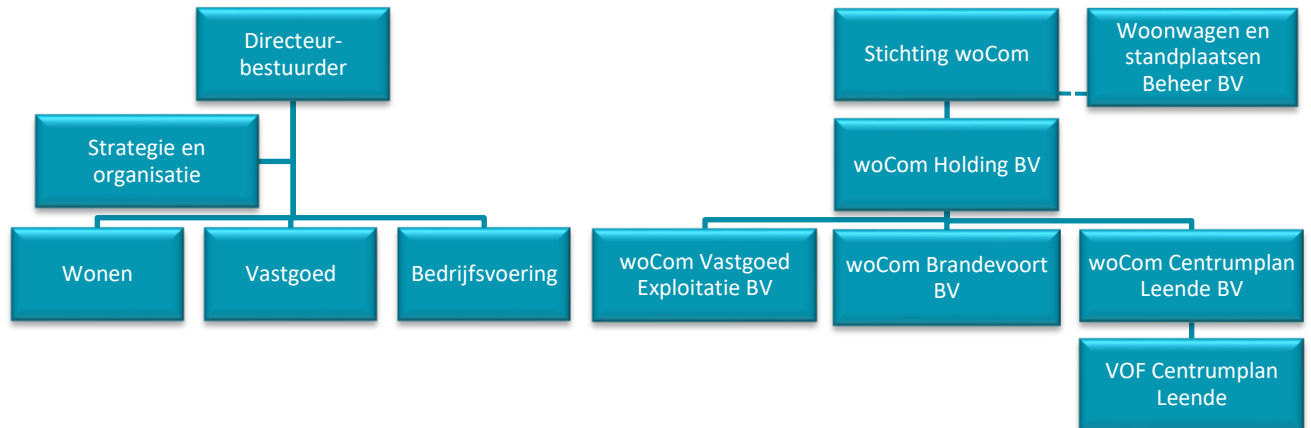 Directeur-
bestuurder
Strategie en
organisatie
Wonen
Vastgoed
Bedrijfsvoering
Stichting woCom
Woonwagen en
standplaatsen
Beheer BV
woCom Holding BV
woCom Vastgoed
Exploitatie BV
woCom Brandevoort
BV
woCom Centrumplan
Leende BV
VOF Centrumplan
Leende